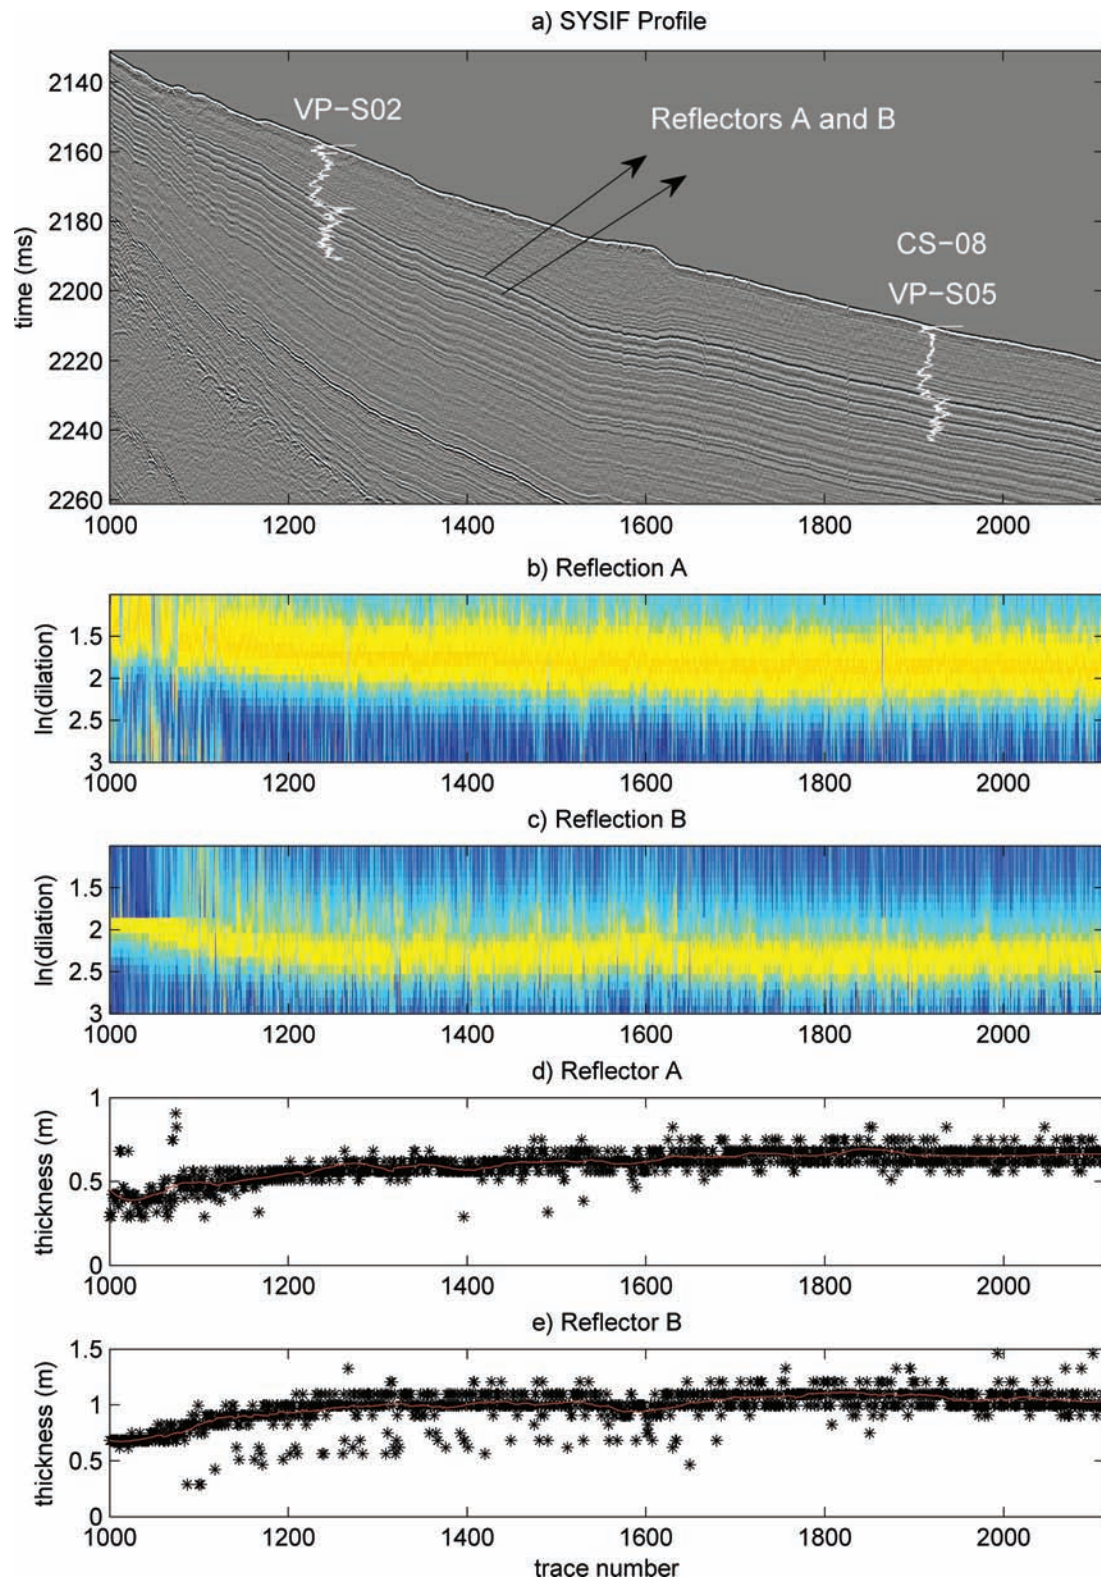 a) SYSIF Profile
time (ms)
2140
2160
2180
2200
2220
2240
2260
VP-S02
Reflectors A and B
CS-08
VP-S05
1000 1200 1400 1600 1800 2000
b) Reflection A
ln(dilation)
1.5
2
2.5
3
1000 1200 1400 1600 1800 2000
c) Reflection B
ln(dilation)
1.5
2
2.5
3
1000 1200 1400 1600 1800 2000
d) Reflector A
thickness (m)
1
0.5
0
1000 1200 1400 1600 1800 2000
e) Reflector B
thickness (m)
1.5
1
0.5
0
1000 1200 1400 1600 1800 2000
trace number